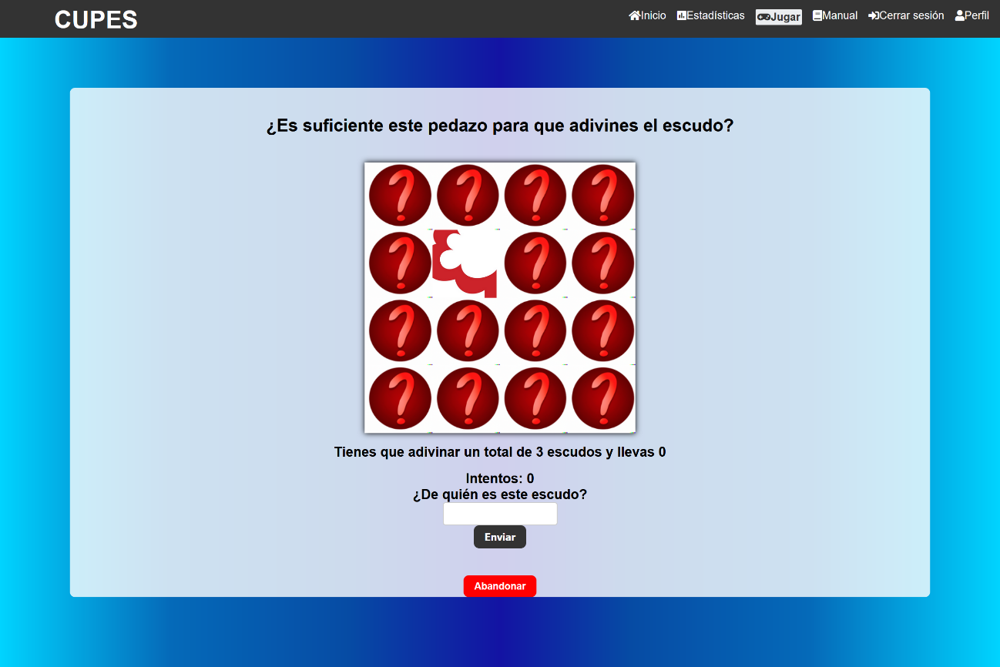 CUPES
Inicio
Estadísticas
Jugar
Manual
Cerrar sesión
Perfil
¿Es suficiente este pedazo para que adivines el escudo?
? ? ? ?
? ? ?
? ? ? ?
? ? ? ?
Tienes que adivinar un total de 3 escudos y llevas 0
Intentos: 0
¿De quién es este escudo?
Enviar
Abandonar